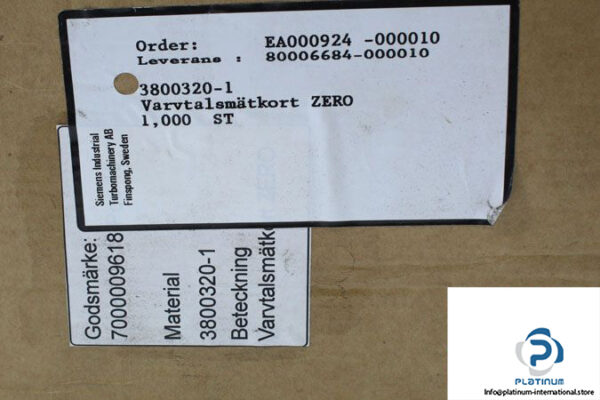 Order: EA000924 -000010
Leverans : 80006684-000010
3800320-1
Varvtalsmätkort ZERO
1,000 ST
Siemens Industrial
Turbomachinery AB
Finspong, Sweden
Godsmärke:
7000009618
Material
3800320-1
Beteckning
Varvtalsmätko
PLATINUM
Info@platinum-international.store